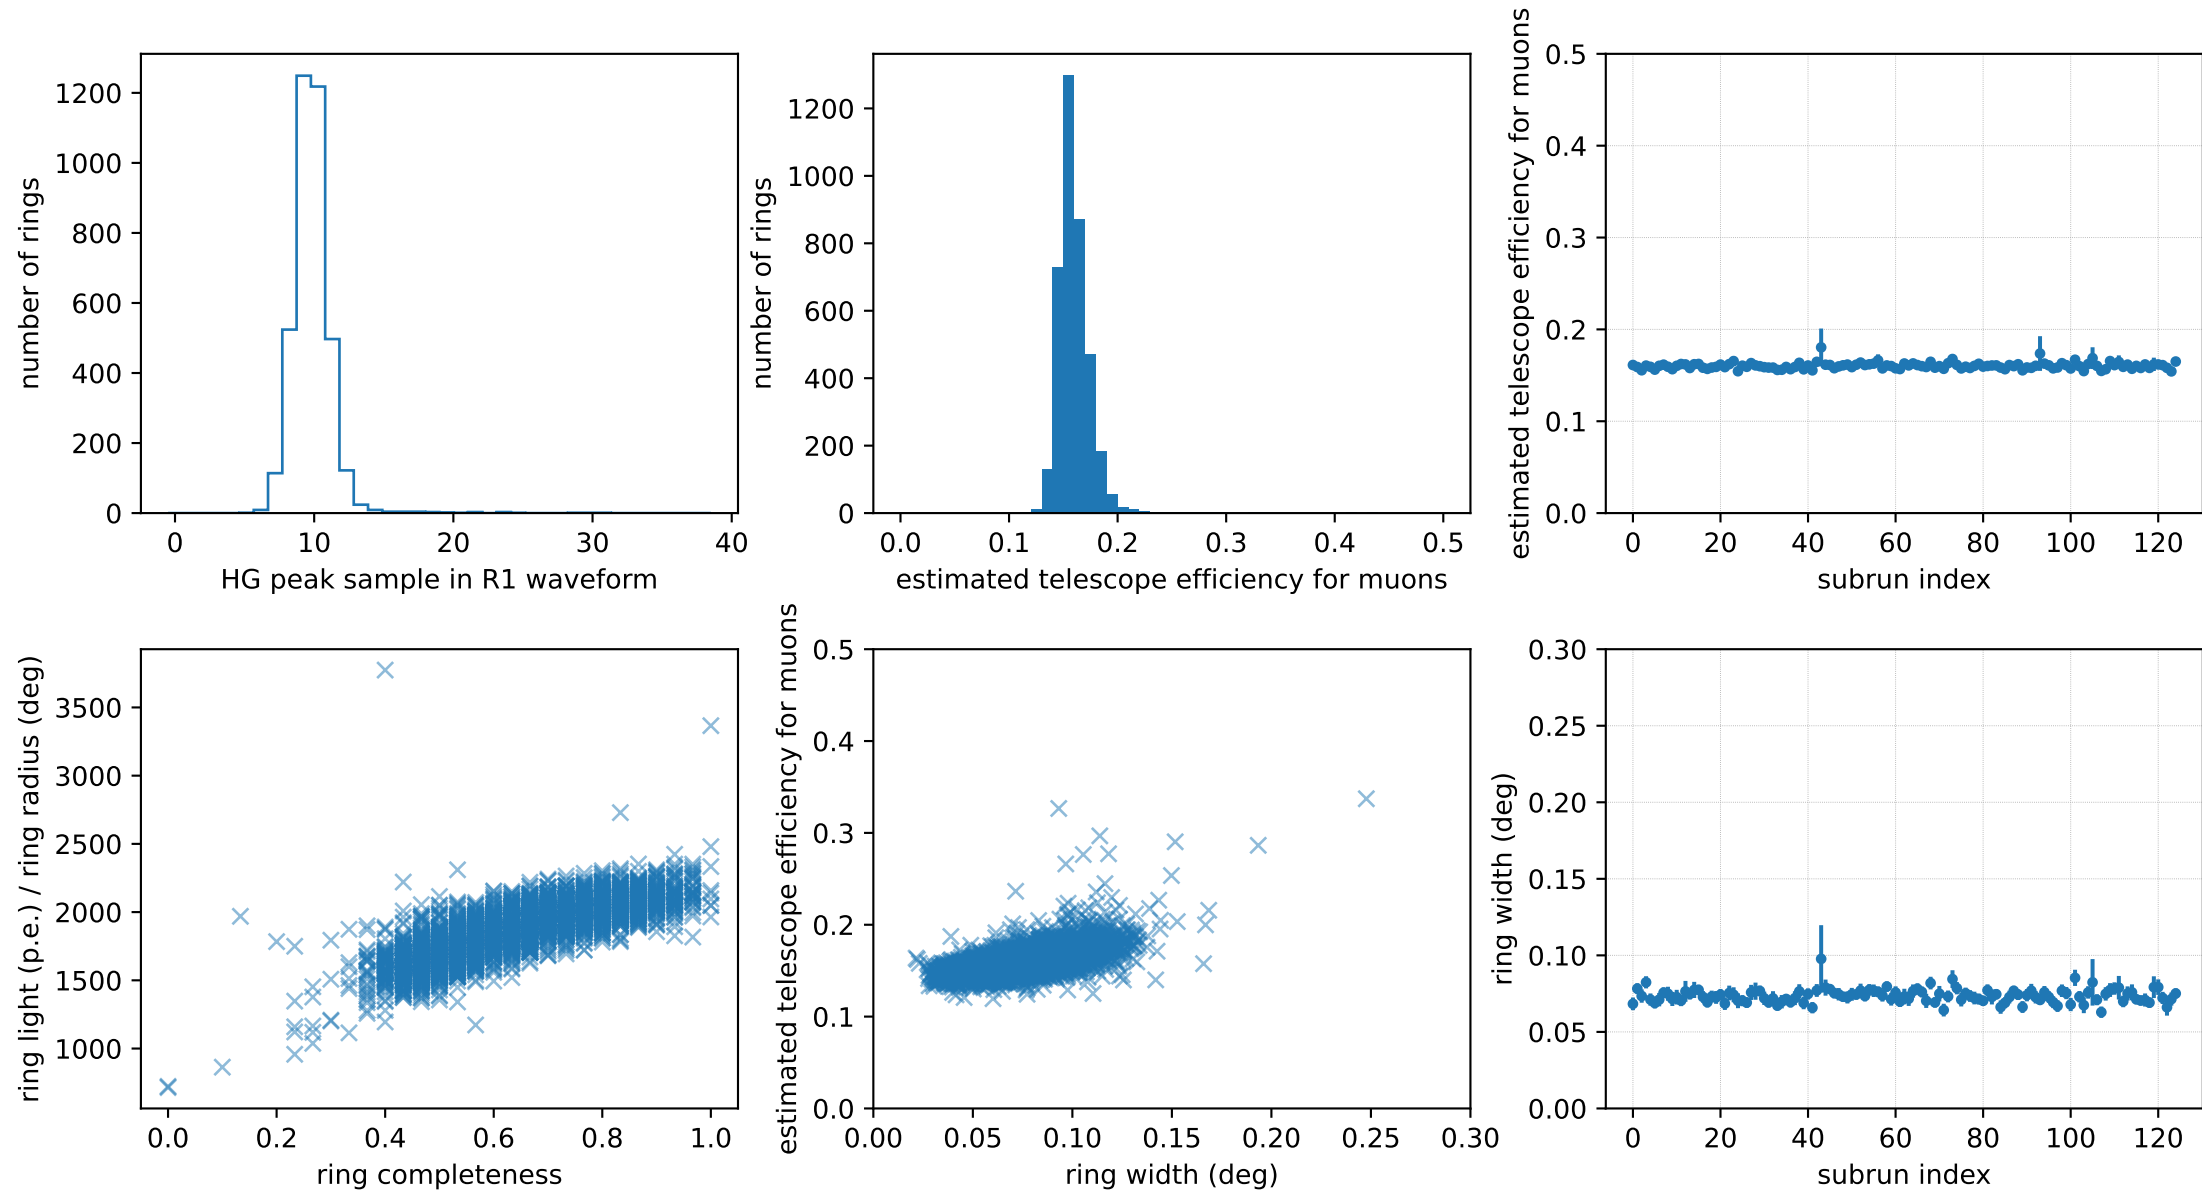 number of rings
1200
1000
800
600
400
200
0
0 10 20 30 40
HG peak sample in R1 waveform
number of rings
1200
1000
800
600
400
200
0
0.0 0.1 0.2 0.3 0.4 0.5
estimated telescope efficiency for muons
estimated telescope efficiency for muons
0.5
0.4
0.3
0.2
0.1
0.0
0 20 40 60 80 100 120
subrun index
ring light (p.e.) / ring radius (deg)
3500
3000
2500
2000
1500
1000
0.0 0.2 0.4 0.6 0.8 1.0
ring completeness
estimated telescope efficiency for muons
0.5
0.4
0.3
0.2
0.1
0.0
0.00 0.05 0.10 0.15 0.20 0.25 0.30
ring width (deg)
ring width (deg)
0.30
0.25
0.20
0.15
0.10
0.05
0.00
0 20 40 60 80 100 120
subrun index